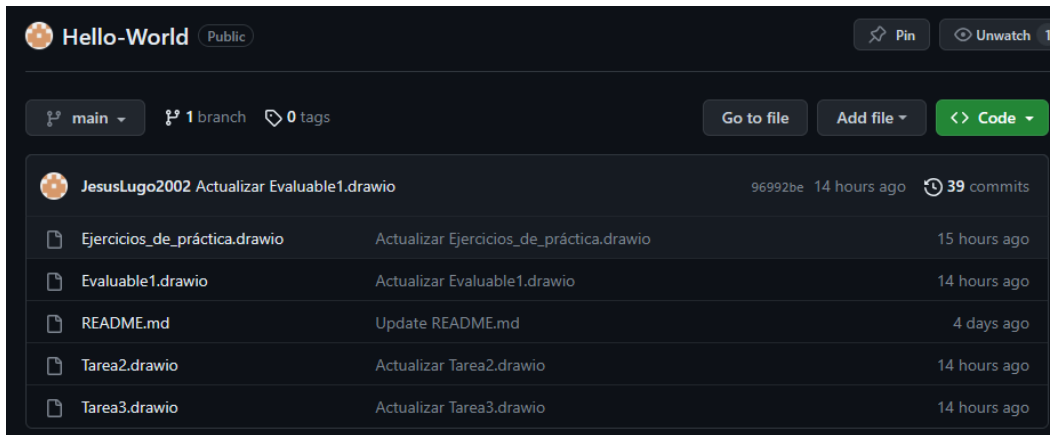 Hello-World Public Pin Unwatch 1
main 1 branch 0 tags Go to file Add file <> Code
JesusLugo2002 Actualizar Evaluable1.drawio 96992be 14 hours ago 39 commits
Ejercicios_de_práctica.drawio Actualizar Ejercicios_de_práctica.drawio 15 hours ago
Evaluable1.drawio Actualizar Evaluable1.drawio 14 hours ago
README.md Update README.md 4 days ago
Tarea2.drawio Actualizar Tarea2.drawio 14 hours ago
Tarea3.drawio Actualizar Tarea3.drawio 14 hours ago